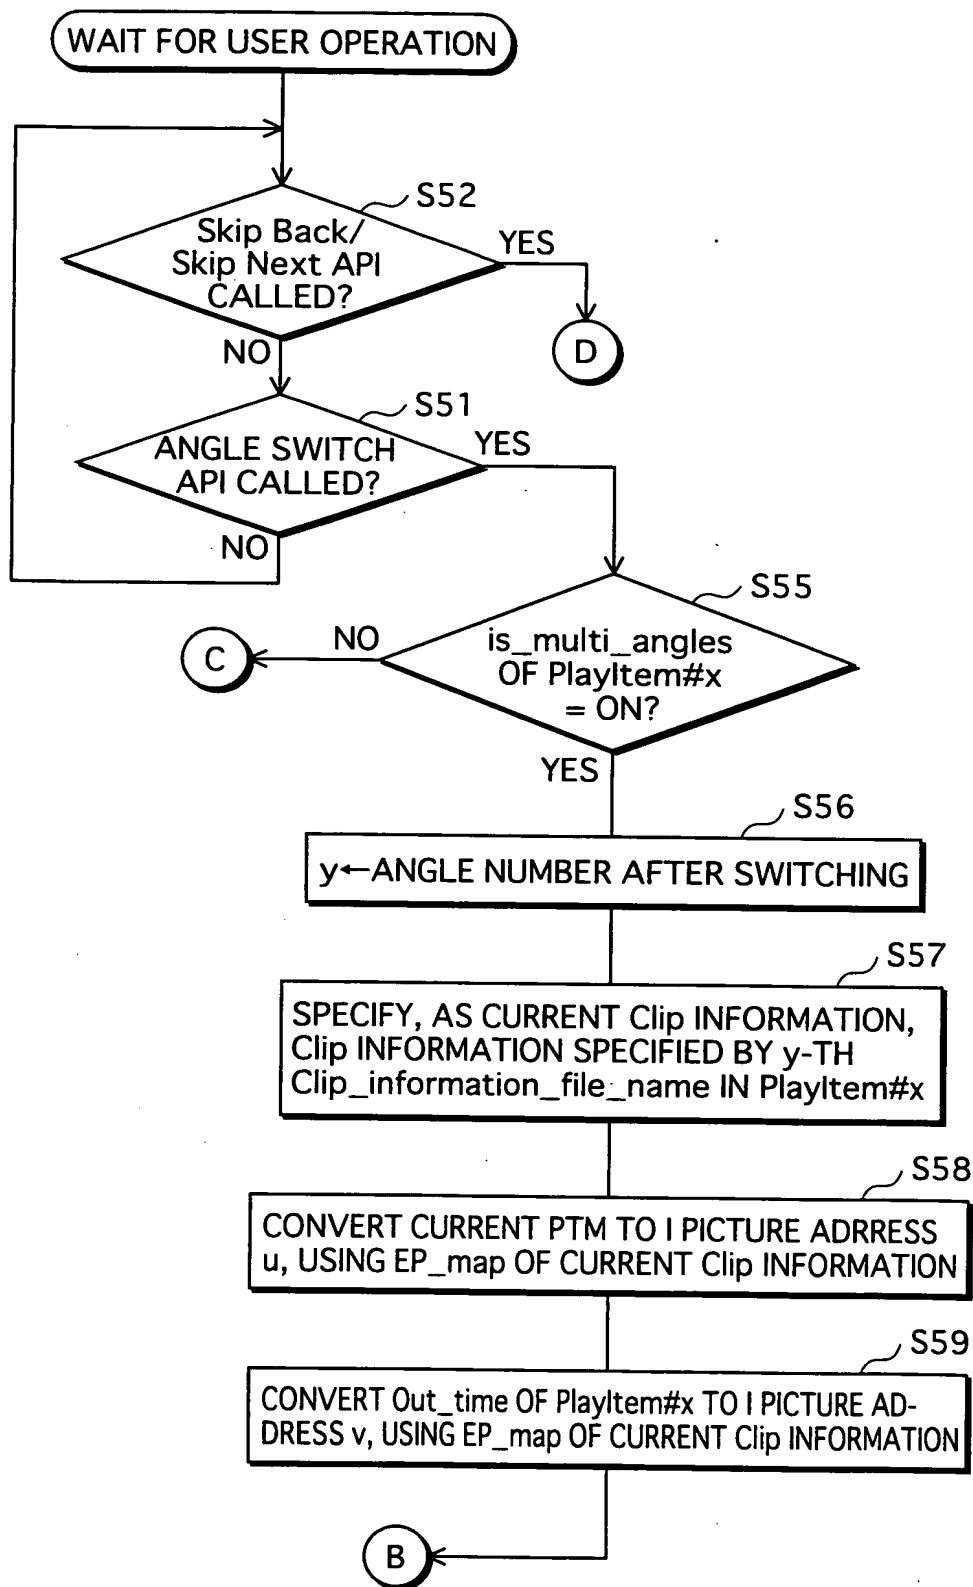 WAIT FOR USER OPERATION
S52
Skip Back/
Skip Next API
CALLED?
YES
D
NO
S51
ANGLE SWITCH
API CALLED?
YES
NO
S55
is_multi_angles
OF PlayItem#x
= ON?
NO
C
YES
S56
y←ANGLE NUMBER AFTER SWITCHING
S57
SPECIFY, AS CURRENT Clip INFORMATION,
Clip INFORMATION SPECIFIED BY y-TH
Clip_information_file_name IN PlayItem#x
S58
CONVERT CURRENT PTM TO I PICTURE ADRRESS
u, USING EP_map OF CURRENT Clip INFORMATION
S59
CONVERT Out_time OF PlayItem#x TO I PICTURE AD-
DRESS v, USING EP_map OF CURRENT Clip INFORMATION
B